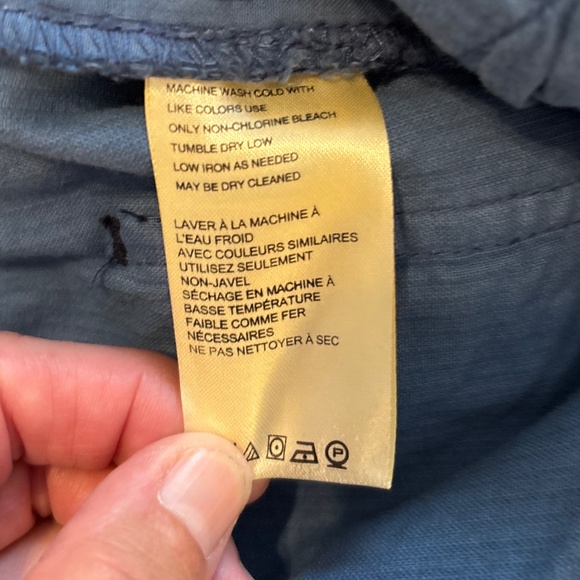 MACHINE WASH COLD WITH
LIKE COLORS USE
ONLY NON-CHLORINE BLEACH
TUMBLE DRY LOW
LOW IRON AS NEEDED
MAY BE DRY CLEANED
LAVER À LA MACHINE À
L'EAU FROID
AVEC COULEURS SIMILAIRES
UTILISEZ SEULEMENT
NON-JAVEL
SÉCHAGE EN MACHINE À
BASSE TEMPÉRATURE
FAIBLE COMME FER
NÉCESSAIRES
NE PAS NETTOYER À SEC
P